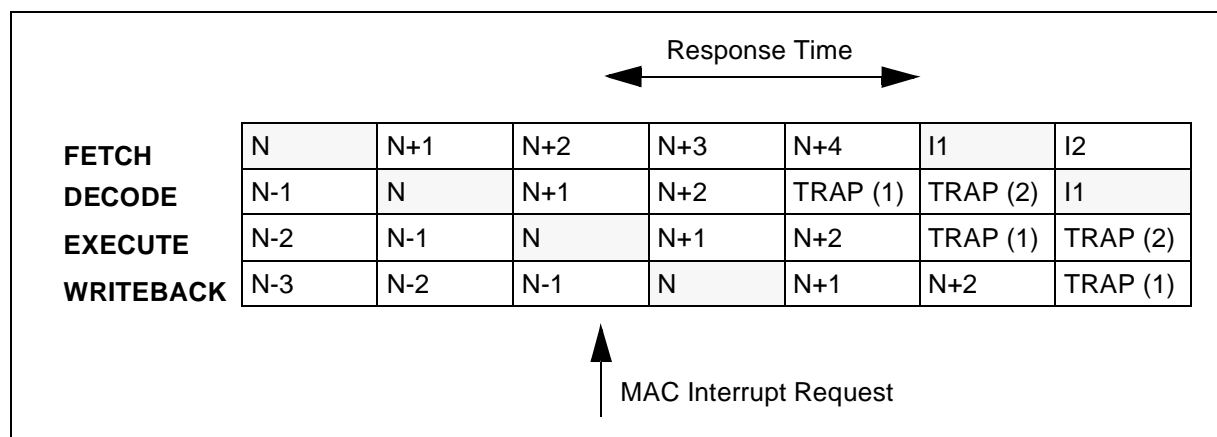 Response Time
FETCH N N+1 N+2 N+3 N+4 I1 I2
DECODE N-1 N N+1 N+2 TRAP (1) TRAP (2) I1
EXECUTE N-2 N-1 N N+1 N+2 TRAP (1) TRAP (2)
WRITEBACK N-3 N-2 N-1 N N+1 N+2 TRAP (1)
MAC Interrupt Request